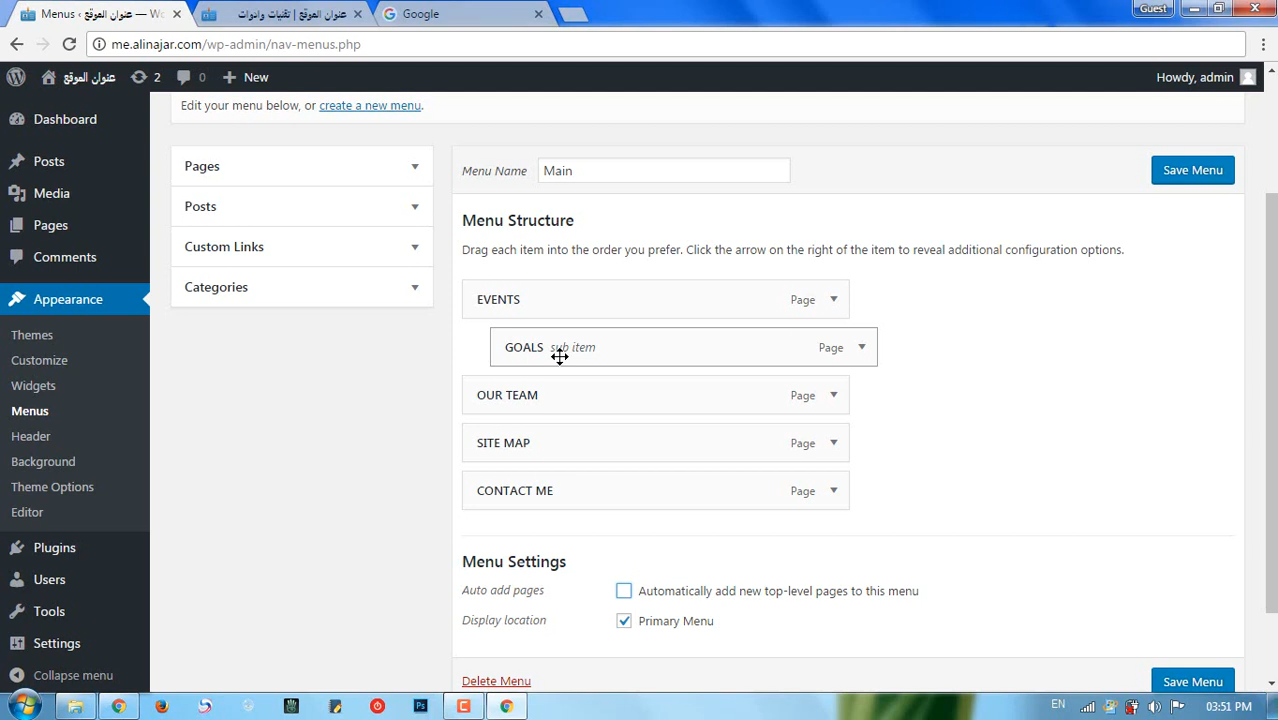 Menus ‹ عنوان الموقع — Wo
عنوان الموقع | تقنيات وادوات
Google
Guest
me.alinajar.com/wp-admin/nav-menus.php
عنوان الموقع
2
0
New
Howdy, admin
Dashboard
Posts
Media
Pages
Comments
Appearance
Themes
Customize
Widgets
Menus
Header
Background
Theme Options
Editor
Plugins
Users
Tools
Settings
Collapse menu
Edit your menu below, or create a new menu.
Pages
Posts
Custom Links
Categories
Menu Name Main
Save Menu
Menu Structure
Drag each item into the order you prefer. Click the arrow on the right of the item to reveal additional configuration options.
EVENTS Page
GOALS sub item Page
OUR TEAM Page
SITE MAP Page
CONTACT ME Page
Menu Settings
Auto add pages Automatically add new top-level pages to this menu
Display location Primary Menu
Delete Menu
Save Menu
Ps
EN
03:51 PM